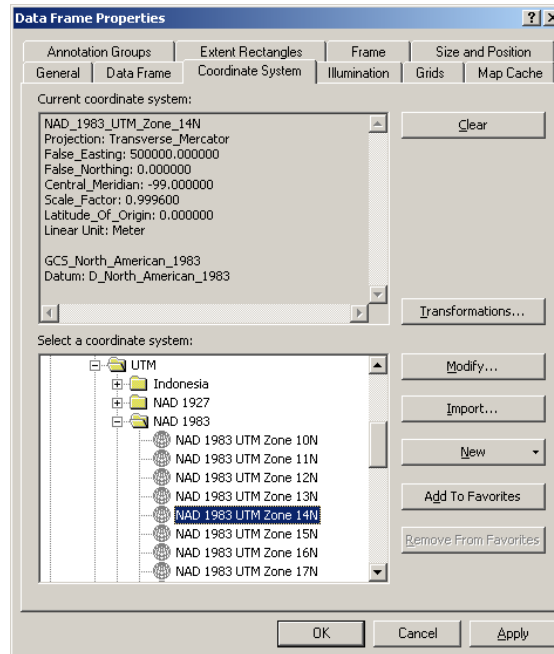 Data Frame Properties
Annotation Groups Extent Rectangles Frame Size and Position
General Data Frame Coordinate System Illumination Grids Map Cache
Current coordinate system:
NAD_1983_UTM_Zone_14N
Projection: Transverse_Mercator
False_Easting: 500000.000000
False_Northing: 0.000000
Central_Meridian: -99.000000
Scale_Factor: 0.999600
Latitude_Of_Origin: 0.000000
Linear Unit: Meter
GCS_North_American_1983
Datum: D_North_American_1983
Clear
Transformations...
Select a coordinate system:
UTM
Indonesia
NAD 1927
NAD 1983
NAD 1983 UTM Zone 10N
NAD 1983 UTM Zone 11N
NAD 1983 UTM Zone 12N
NAD 1983 UTM Zone 13N
NAD 1983 UTM Zone 14N
NAD 1983 UTM Zone 15N
NAD 1983 UTM Zone 16N
NAD 1983 UTM Zone 17N
Modify...
Import...
New
Add To Favorites
Remove From Favorites
OK Cancel Apply